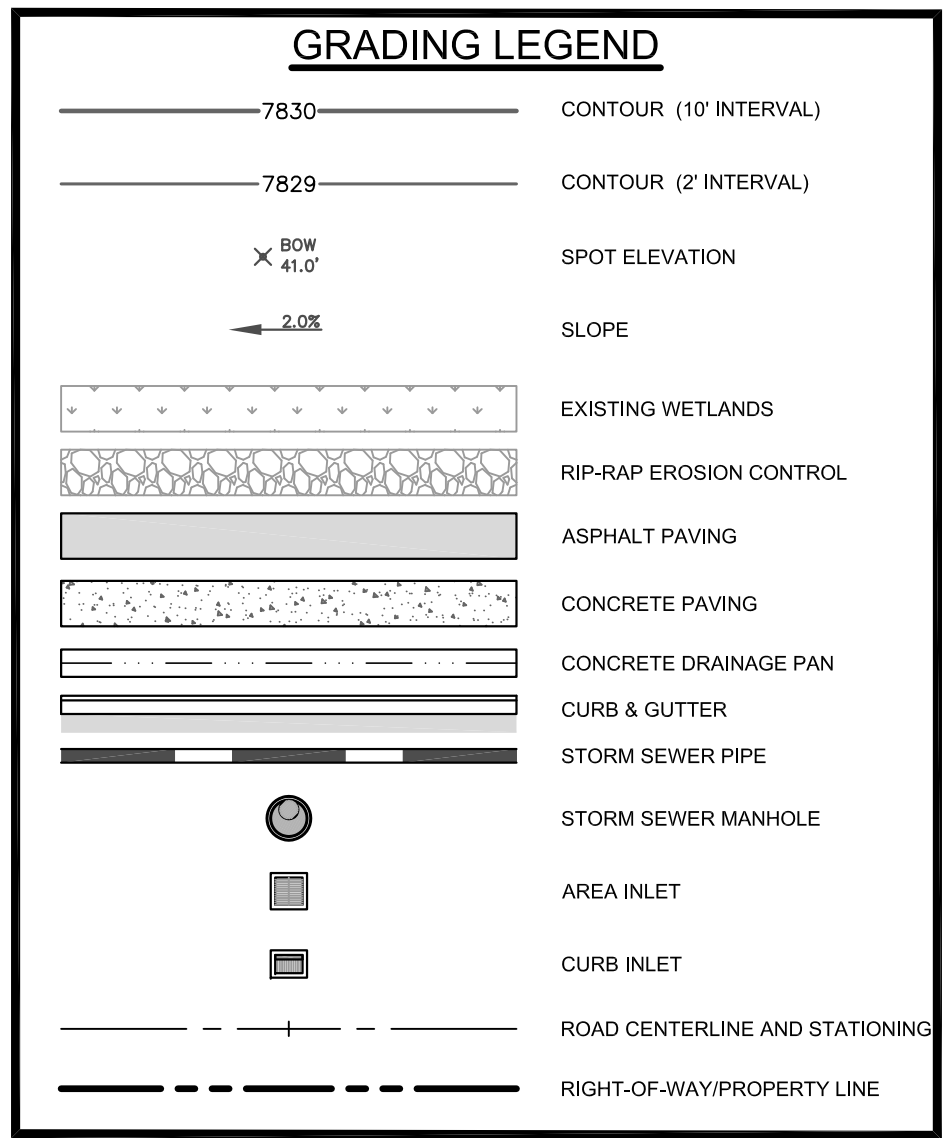 GRADING LEGEND
7830 CONTOUR (10' INTERVAL)
7829 CONTOUR (2' INTERVAL)
BOW
41.0' SPOT ELEVATION
2.0% SLOPE
EXISTING WETLANDS
RIP-RAP EROSION CONTROL
ASPHALT PAVING
CONCRETE PAVING
CONCRETE DRAINAGE PAN
CURB & GUTTER
STORM SEWER PIPE
STORM SEWER MANHOLE
AREA INLET
CURB INLET
ROAD CENTERLINE AND STATIONING
RIGHT-OF-WAY/PROPERTY LINE